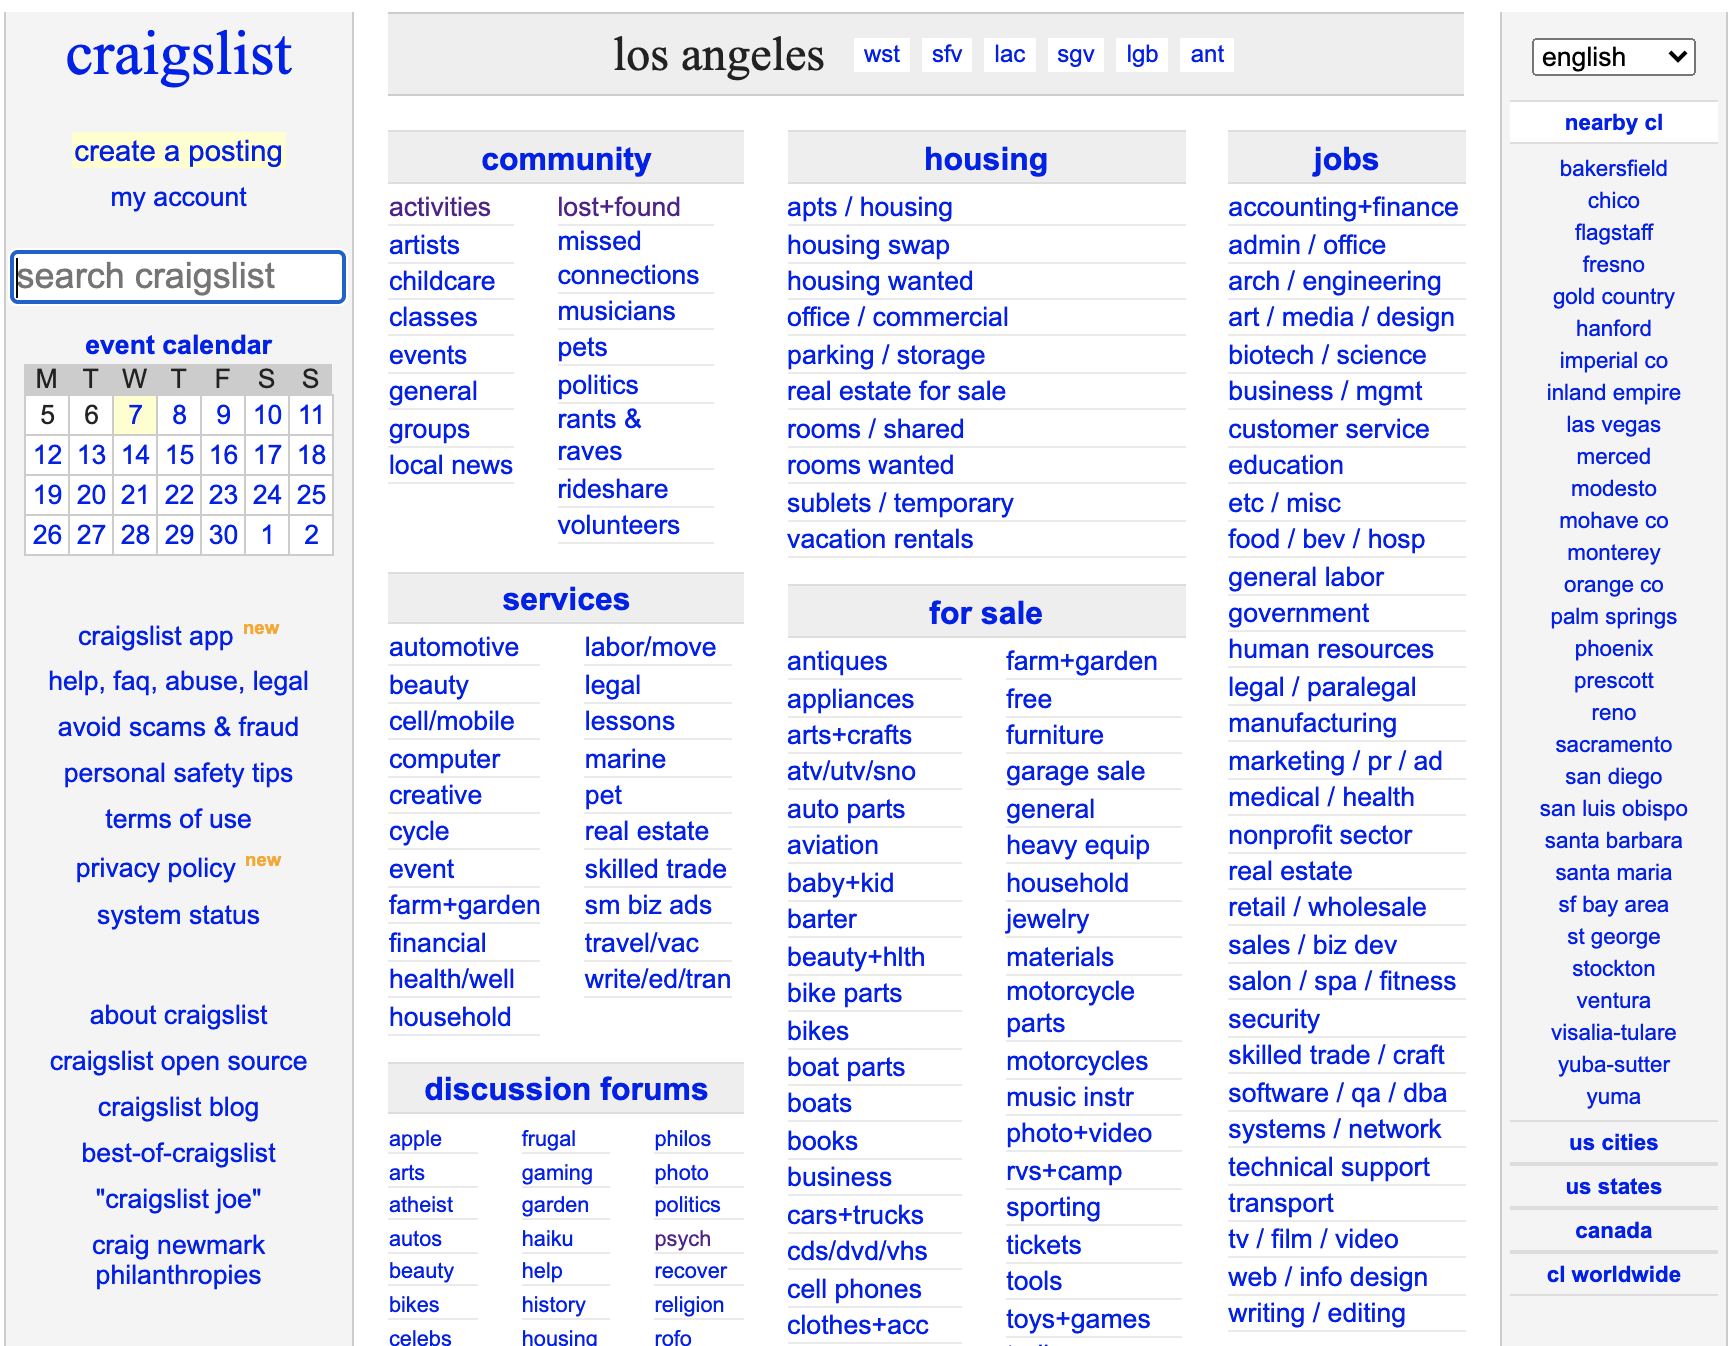 craigslist
create a posting
my account
search craigslist
event calendar
M T W T F S S
5 6 7 8 9 10 11
12 13 14 15 16 17 18
19 20 21 22 23 24 25
26 27 28 29 30 1 2
craigslist app new
help, faq, abuse, legal
avoid scams & fraud
personal safety tips
terms of use
privacy policy new
system status
about craigslist
craigslist open source
craigslist blog
best-of-craigslist
"craigslist joe"
craig newmark
philanthropies
los angeles wst sfv lac sgv lgb ant
community
activities
artists
childcare
classes
events
general
groups
local news
lost+found
missed
connections
musicians
pets
politics
rants &
raves
rideshare
volunteers
services
automotive
beauty
cell/mobile
computer
creative
cycle
event
farm+garden
financial
health/well
household
labor/move
legal
lessons
marine
pet
real estate
skilled trade
sm biz ads
travel/vac
write/ed/tran
discussion forums
apple
arts
atheist
autos
beauty
bikes
celebs
frugal
gaming
garden
haiku
help
history
housing
philos
photo
politics
psych
recover
religion
rofo
housing
apts / housing
housing swap
housing wanted
office / commercial
parking / storage
real estate for sale
rooms / shared
rooms wanted
sublets / temporary
vacation rentals
for sale
antiques
appliances
arts+crafts
atv/utv/sno
auto parts
aviation
baby+kid
barter
beauty+hlth
bike parts
bikes
boat parts
boats
books
business
cars+trucks
cds/dvd/vhs
cell phones
clothes+acc
farm+garden
free
furniture
garage sale
general
heavy equip
household
jewelry
materials
motorcycle
parts
motorcycles
music instr
photo+video
rvs+camp
sporting
tickets
tools
toys+games
jobs
accounting+finance
admin / office
arch / engineering
art / media / design
biotech / science
business / mgmt
customer service
education
etc / misc
food / bev / hosp
general labor
government
human resources
legal / paralegal
manufacturing
marketing / pr / ad
medical / health
nonprofit sector
real estate
retail / wholesale
sales / biz dev
salon / spa / fitness
security
skilled trade / craft
software / qa / dba
systems / network
technical support
transport
tv / film / video
web / info design
writing / editing
english
nearby cl
bakersfield
chico
flagstaff
fresno
gold country
hanford
imperial co
inland empire
las vegas
merced
modesto
mohave co
monterey
orange co
palm springs
phoenix
prescott
reno
sacramento
san diego
san luis obispo
santa barbara
santa maria
sf bay area
st george
stockton
ventura
visalia-tulare
yuba-sutter
yuma
us cities
us states
canada
cl worldwide